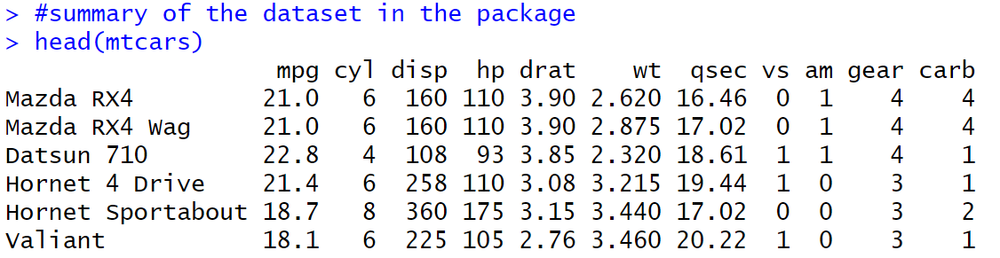 > #summary of the dataset in the package
> head(mtcars)
                   mpg cyl disp  hp drat    wt  qsec vs am gear carb
Mazda RX4         21.0   6  160 110 3.90 2.620 16.46  0  1    4    4
Mazda RX4 Wag     21.0   6  160 110 3.90 2.875 17.02  0  1    4    4
Datsun 710        22.8   4  108  93 3.85 2.320 18.61  1  1    4    1
Hornet 4 Drive    21.4   6  258 110 3.08 3.215 19.44  1  0    3    1
Hornet Sportabout 18.7   8  360 175 3.15 3.440 17.02  0  0    3    2
Valiant           18.1   6  225 105 2.76 3.460 20.22  1  0    3    1